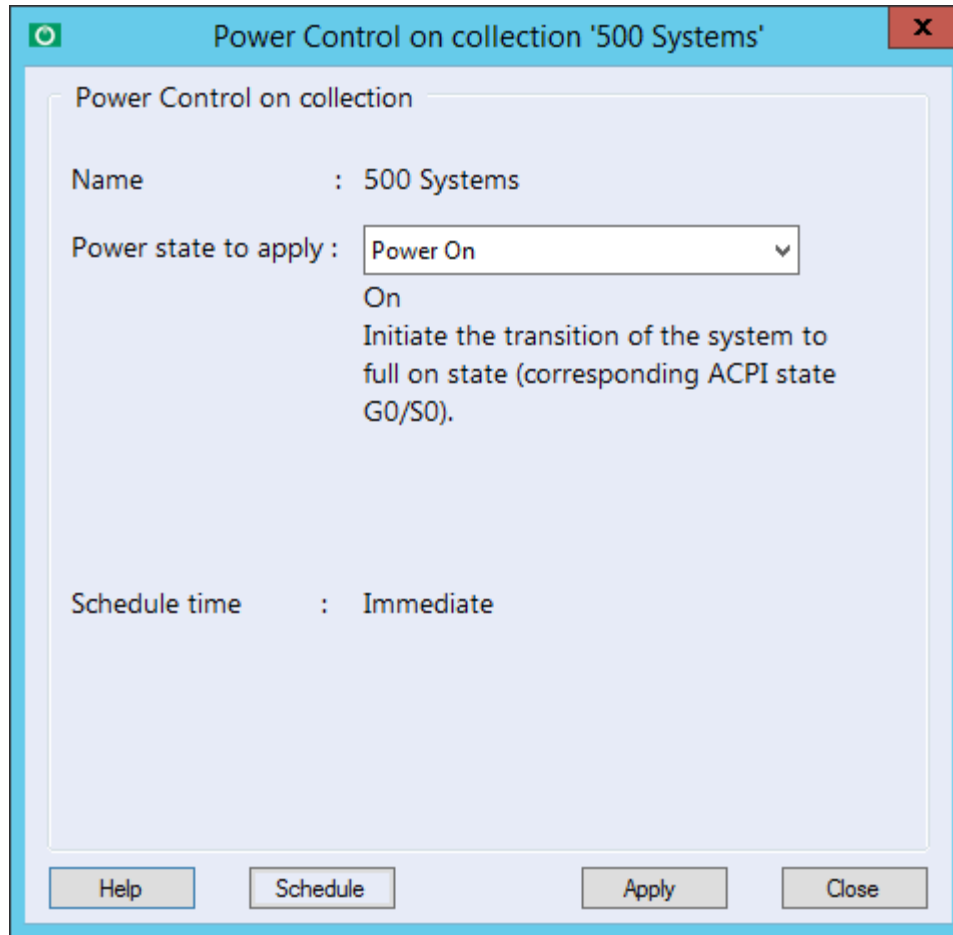 Power Control on collection '500 Systems'
x
Power Control on collection
Name : 500 Systems
Power state to apply : Power On
On
Initiate the transition of the system to
full on state (corresponding ACPI state
G0/S0).
Schedule time : Immediate
Help Schedule Apply Close